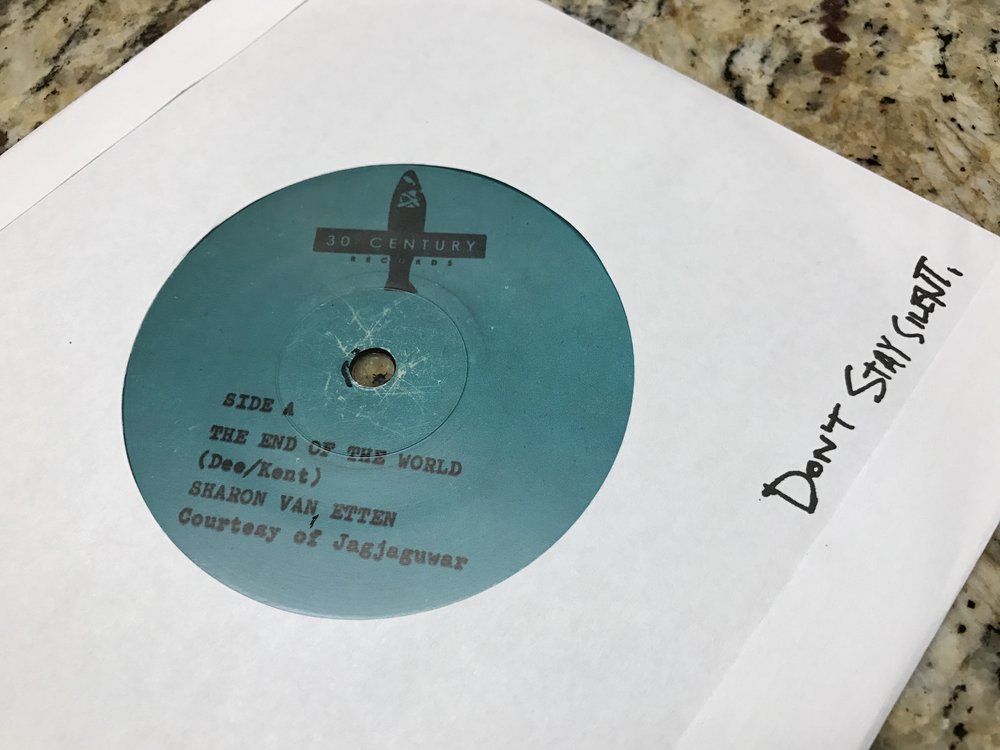 30 CENTURY
RECORDS
SIDE A
THE END OF THE WORLD
(Dee/Kent)
SHARON VAN ETTEN
Courtesy of Jagjaguwar
DON'T STAY SILENT.